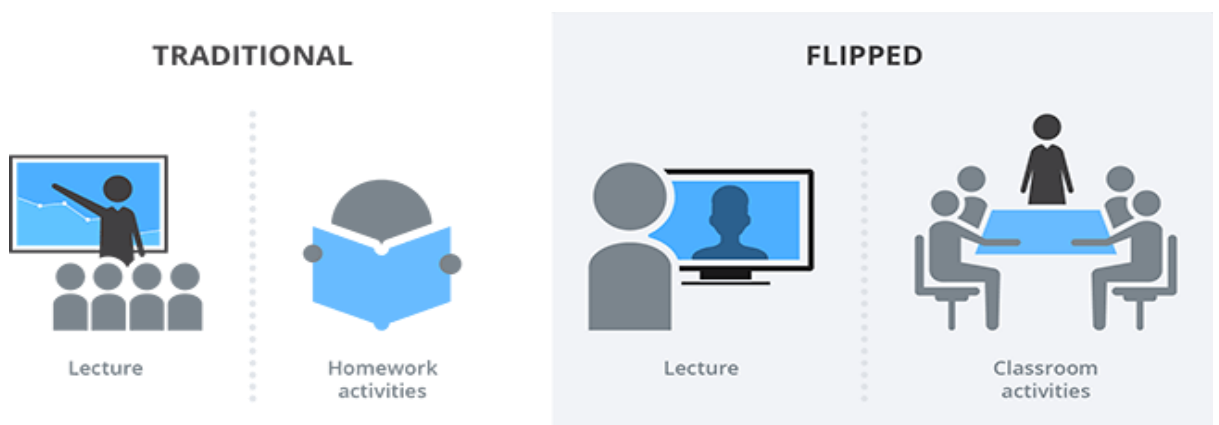 TRADITIONAL
Lecture
Homework
activities
FLIPPED
Lecture
Classroom
activities